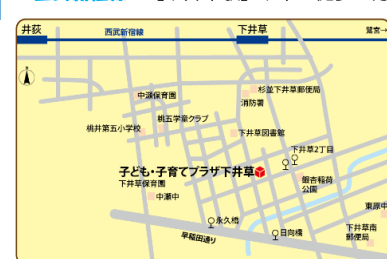 井荻
西武新宿線
下井草
鷺宮→
中瀬保育園
杉並下井草郵便局
消防署
桃五学童クラブ
桃井第五小学校
下井草図書館
下井草2丁目
子ども・子育てプラザ下井草
下井草保育園
銀杏稲荷
公園
中瀬中
東原中
永久橋
下井草南
郵便局
日向橋
早稲田通り